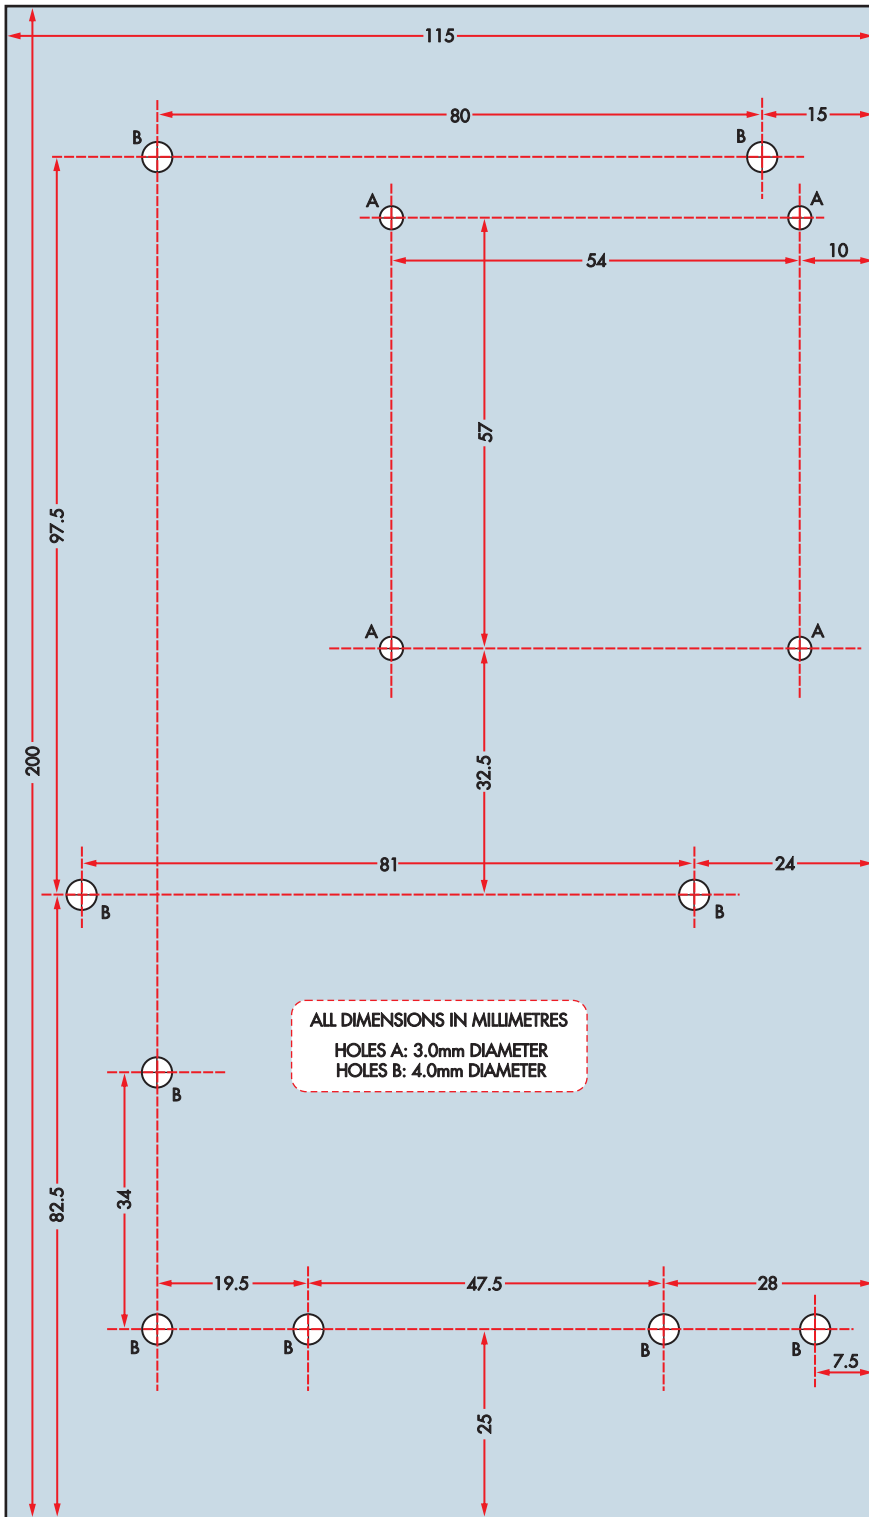 115
80
15
B
B
A
A
10
54
57
97.5
A
A
200
32.5
81
24
B
B
ALL DIMENSIONS IN MILLIMETRES
HOLES A: 3.0mm DIAMETER
HOLES B: 4.0mm DIAMETER
B
34
82.5
19.5
47.5
28
B
B
B
B
7.5
25